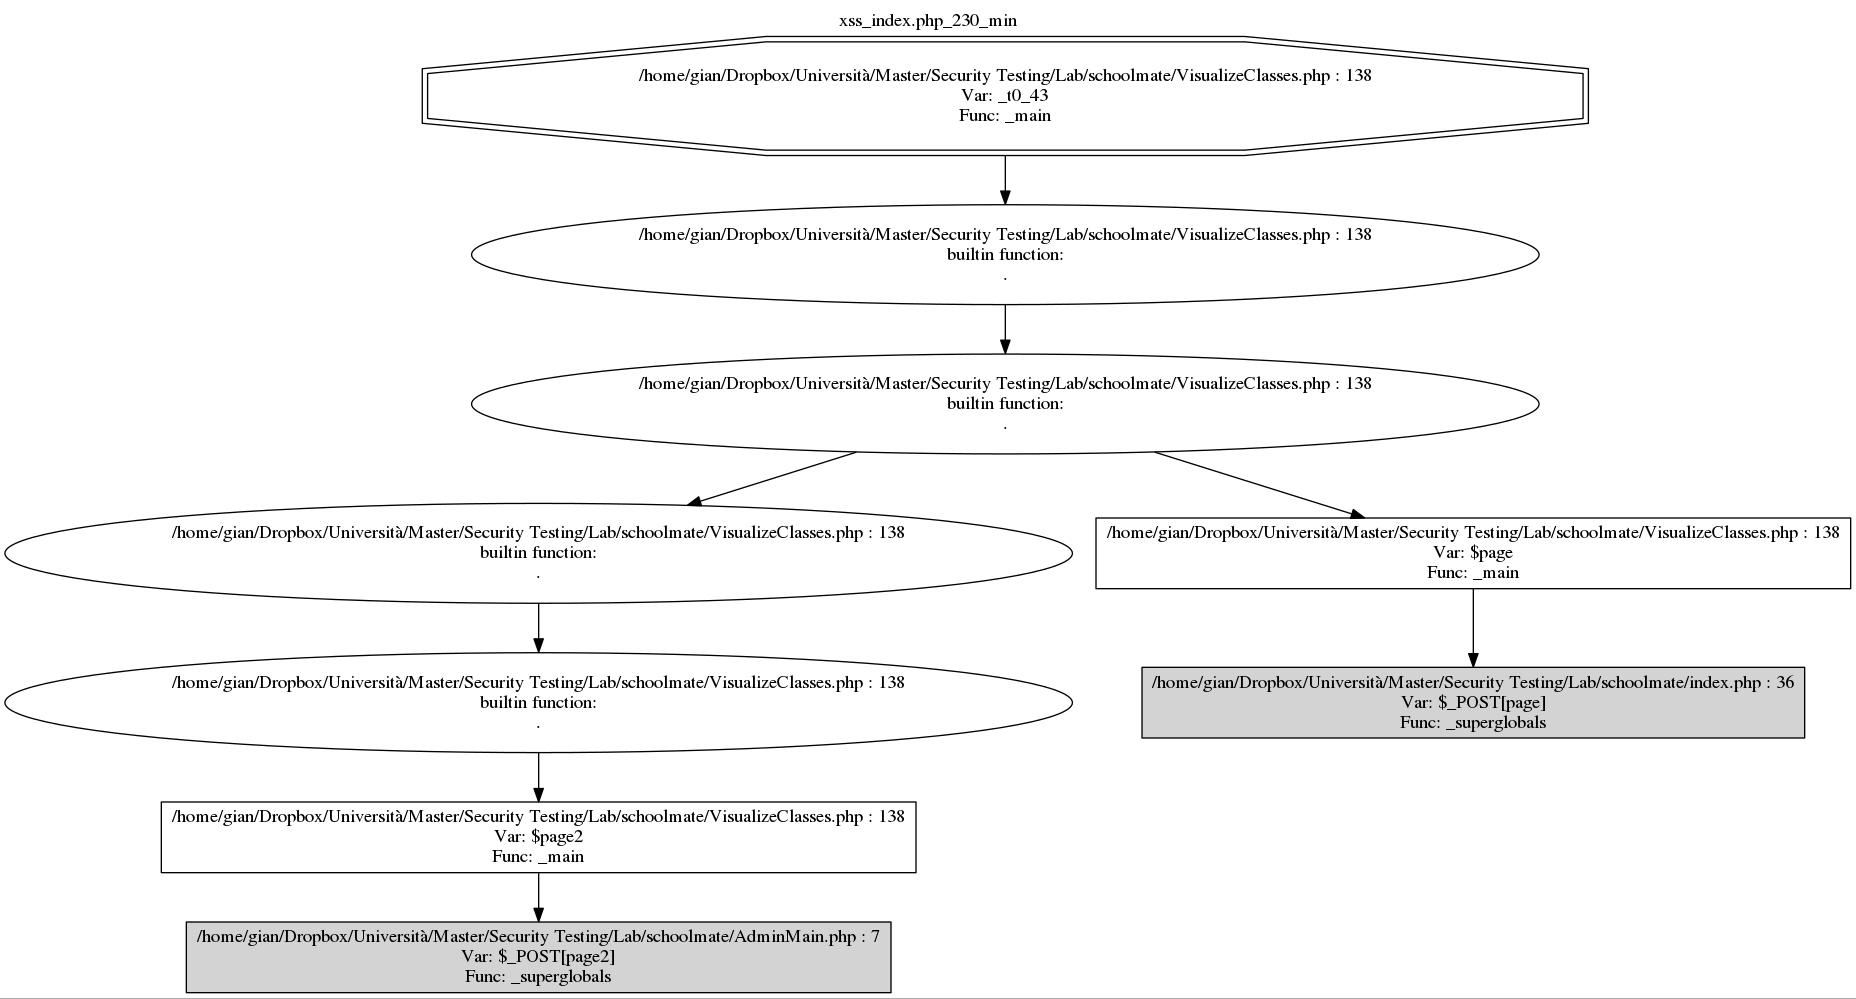 xss_index.php_230_min
/home/gian/Dropbox/Università/Master/Security Testing/Lab/schoolmate/VisualizeClasses.php : 138
Var: _t0_43
Func: _main
/home/gian/Dropbox/Università/Master/Security Testing/Lab/schoolmate/VisualizeClasses.php : 138
builtin function:
.
/home/gian/Dropbox/Università/Master/Security Testing/Lab/schoolmate/VisualizeClasses.php : 138
builtin function:
.
/home/gian/Dropbox/Università/Master/Security Testing/Lab/schoolmate/VisualizeClasses.php : 138
builtin function:
.
/home/gian/Dropbox/Università/Master/Security Testing/Lab/schoolmate/VisualizeClasses.php : 138
Var: $page
Func: _main
/home/gian/Dropbox/Università/Master/Security Testing/Lab/schoolmate/VisualizeClasses.php : 138
builtin function:
.
/home/gian/Dropbox/Università/Master/Security Testing/Lab/schoolmate/index.php : 36
Var: $_POST[page]
Func: _superglobals
/home/gian/Dropbox/Università/Master/Security Testing/Lab/schoolmate/VisualizeClasses.php : 138
Var: $page2
Func: _main
/home/gian/Dropbox/Università/Master/Security Testing/Lab/schoolmate/AdminMain.php : 7
Var: $_POST[page2]
Func: _superglobals